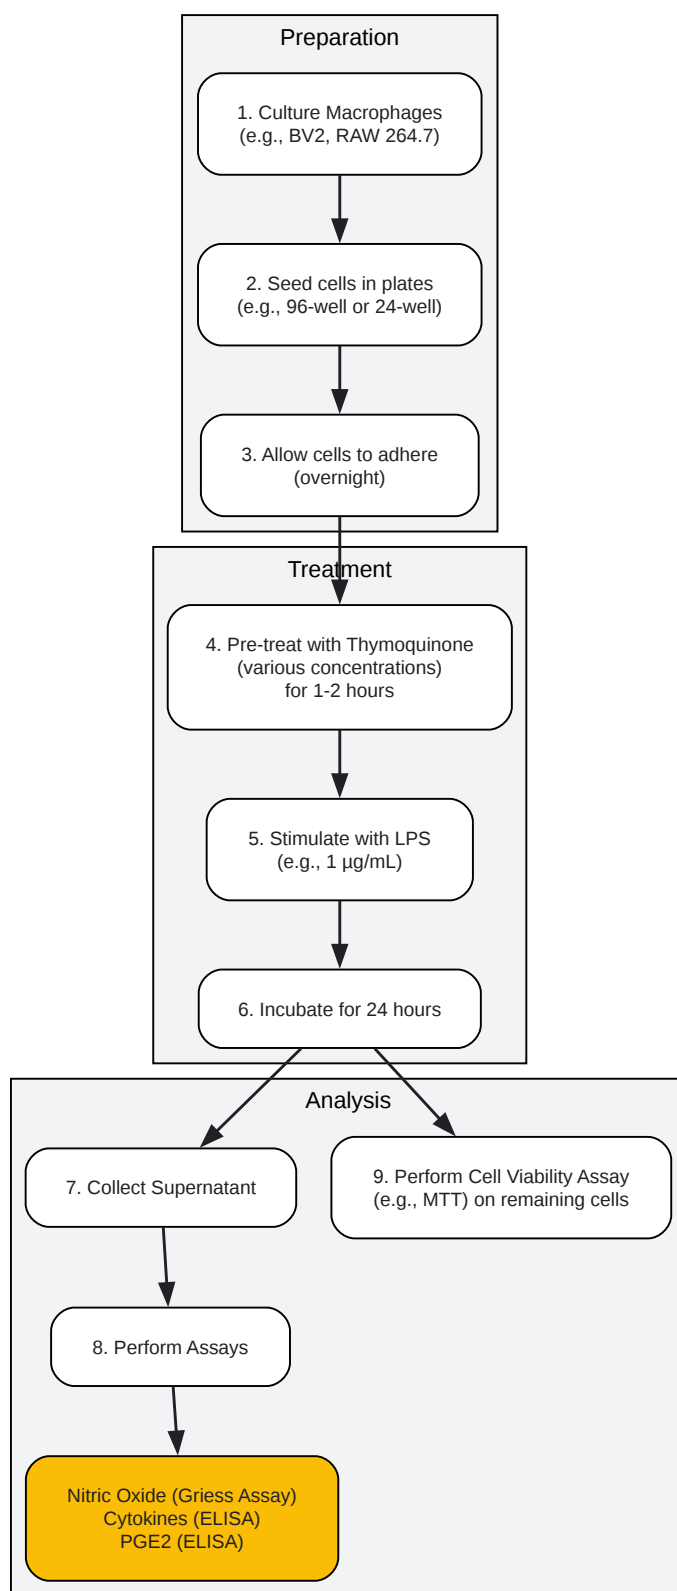 Preparation
1. Culture Macrophages
(e.g., BV2, RAW 264.7)
2. Seed cells in plates
(e.g., 96-well or 24-well)
3. Allow cells to adhere
(overnight)
Treatment
4. Pre-treat with Thymoquinone
(various concentrations)
for 1-2 hours
5. Stimulate with LPS
(e.g., 1 µg/mL)
6. Incubate for 24 hours
Analysis
7. Collect Supernatant
9. Perform Cell Viability Assay
(e.g., MTT) on remaining cells
8. Perform Assays
Nitric Oxide (Griess Assay)
Cytokines (ELISA)
PGE2 (ELISA)